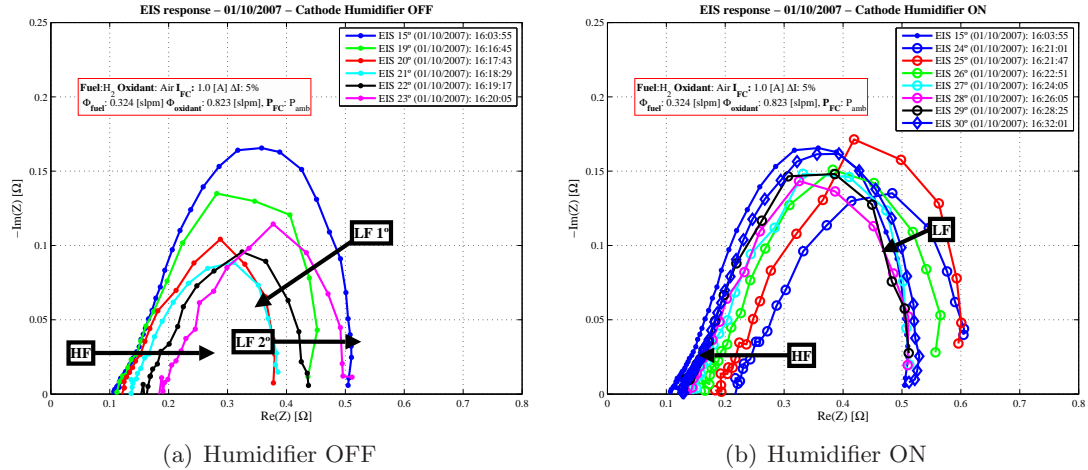 EIS response – 01/10/2007 – Cathode Humidifier OFF
0.25
0.2
0.15
0.1
0.05
0
−Im(Z) [Ω]
EIS 15º (01/10/2007): 16:03:55
EIS 19º (01/10/2007): 16:16:45
EIS 20º (01/10/2007): 16:17:43
EIS 21º (01/10/2007): 16:18:29
EIS 22º (01/10/2007): 16:19:17
EIS 23º (01/10/2007): 16:20:05
Fuel:H2 Oxidant: Air IFC: 1.0 [A] ΔI: 5%
Φfuel: 0.324 [slpm] Φoxidant: 0.823 [slpm], PFC: Pamb
LF 1º
LF 2º
HF
0 0.1 0.2 0.3 0.4 0.5 0.6 0.7 0.8
Re(Z) [Ω]
(a) Humidifier OFF
EIS response – 01/10/2007 – Cathode Humidifier ON
0.25
0.2
0.15
0.1
0.05
0
−Im(Z) [Ω]
EIS 15º (01/10/2007): 16:03:55
EIS 24º (01/10/2007): 16:21:01
EIS 25º (01/10/2007): 16:21:47
EIS 26º (01/10/2007): 16:22:51
EIS 27º (01/10/2007): 16:24:05
EIS 28º (01/10/2007): 16:26:05
EIS 29º (01/10/2007): 16:28:25
EIS 30º (01/10/2007): 16:32:01
Fuel:H2 Oxidant: Air IFC: 1.0 [A] ΔI: 5%
Φfuel: 0.324 [slpm] Φoxidant: 0.823 [slpm], PFC: Pamb
LF
HF
0 0.1 0.2 0.3 0.4 0.5 0.6 0.7 0.8
Re(Z) [Ω]
(b) Humidifier ON